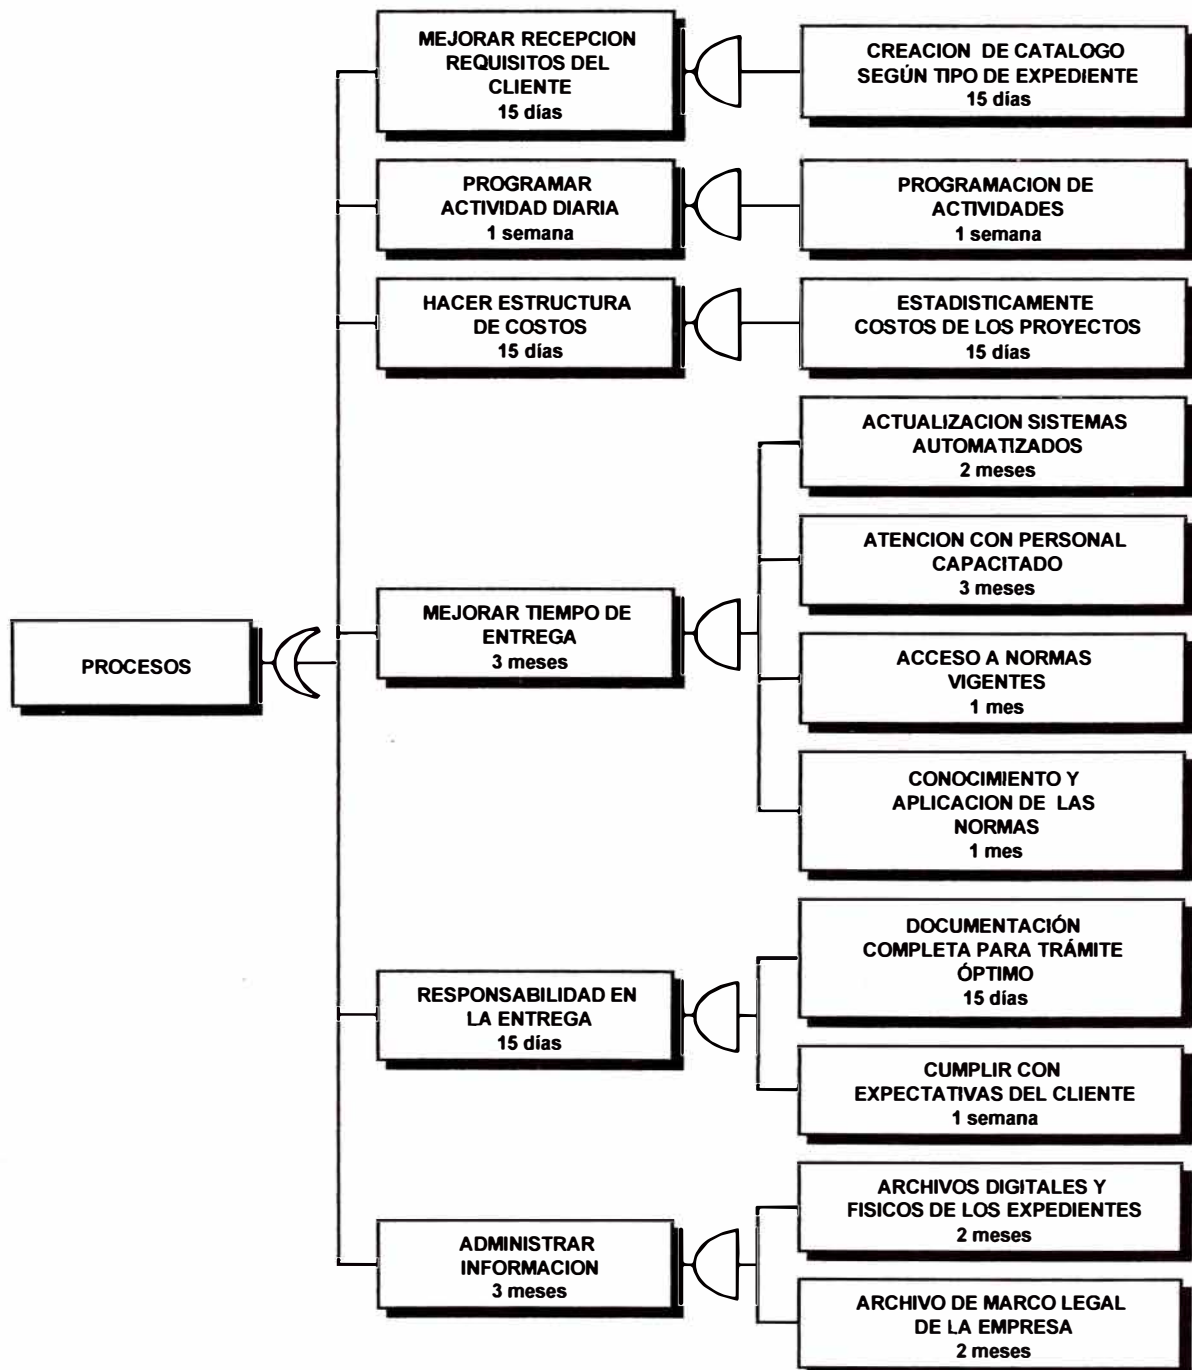 MEJORAR RECEPCION
REQUISITOS DEL
CLIENTE
15 días
CREACION DE CATALOGO
SEGÚN TIPO DE EXPEDIENTE
15 días
PROGRAMAR
ACTIVIDAD DIARIA
1 semana
PROGRAMACION DE
ACTIVIDADES
1 semana
HACER ESTRUCTURA
DE COSTOS
15 días
ESTADISTICAMENTE
COSTOS DE LOS PROYECTOS
15 días
PROCESOS
MEJORAR TIEMPO DE
ENTREGA
3 meses
ACTUALIZACION SISTEMAS
AUTOMATIZADOS
2 meses
ATENCION CON PERSONAL
CAPACITADO
3 meses
ACCESO A NORMAS
VIGENTES
1 mes
CONOCIMIENTO Y
APLICACION DE LAS
NORMAS
1 mes
RESPONSABILIDAD EN
LA ENTREGA
15 días
DOCUMENTACIÓN
COMPLETA PARA TRÁMITE
ÓPTIMO
15 días
CUMPLIR CON
EXPECTATIVAS DEL CLIENTE
1 semana
ADMINISTRAR
INFORMACION
3 meses
ARCHIVOS DIGITALES Y
FISICOS DE LOS EXPEDIENTES
2 meses
ARCHIVO DE MARCO LEGAL
DE LA EMPRESA
2 meses